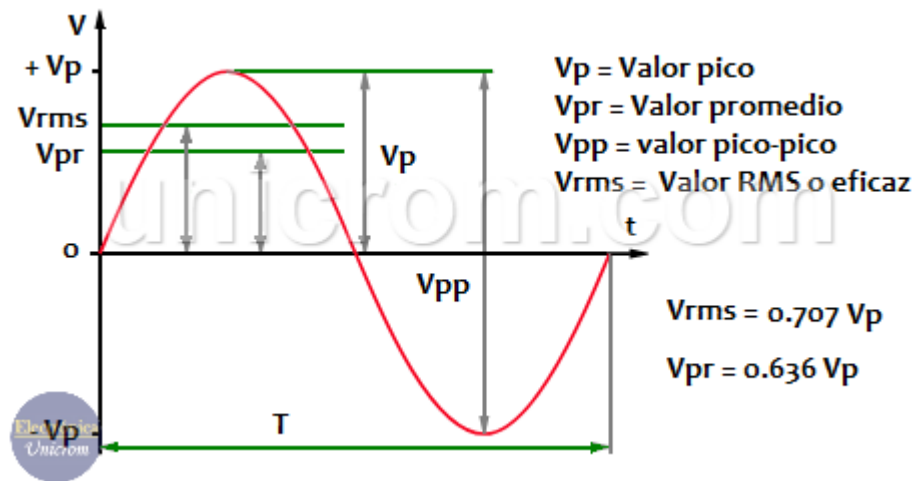 V
+ Vp
Vrms
Vpr
o
- Vp
Vp
Vpp
T
t
Vp = Valor pico
Vpr = Valor promedio
Vpp = valor pico-pico
Vrms = Valor RMS o eficaz
unicrom.com
Vrms = 0.707 Vp
Vpr = 0.636 Vp
Electrónica
Unicrom